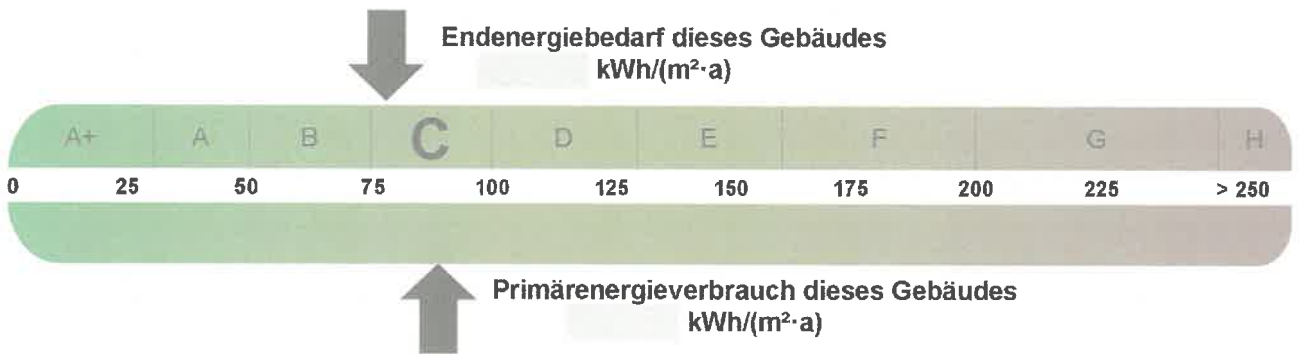 Endenergiebedarf dieses Gebäudes
kWh/(m²·a)
A+ A B C D E F G H
0 25 50 75 100 125 150 175 200 225 > 250
Primärenergieverbrauch dieses Gebäudes
kWh/(m²·a)